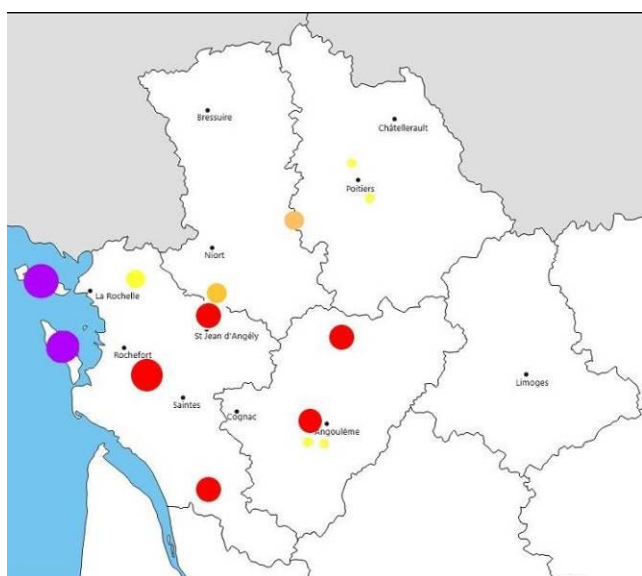 Bressuire
Châtellerault
Poitiers
Niort
La Rochelle
St Jean d'Angély
Rochefort
Limoges
Saintes
Cognac
Angoulême